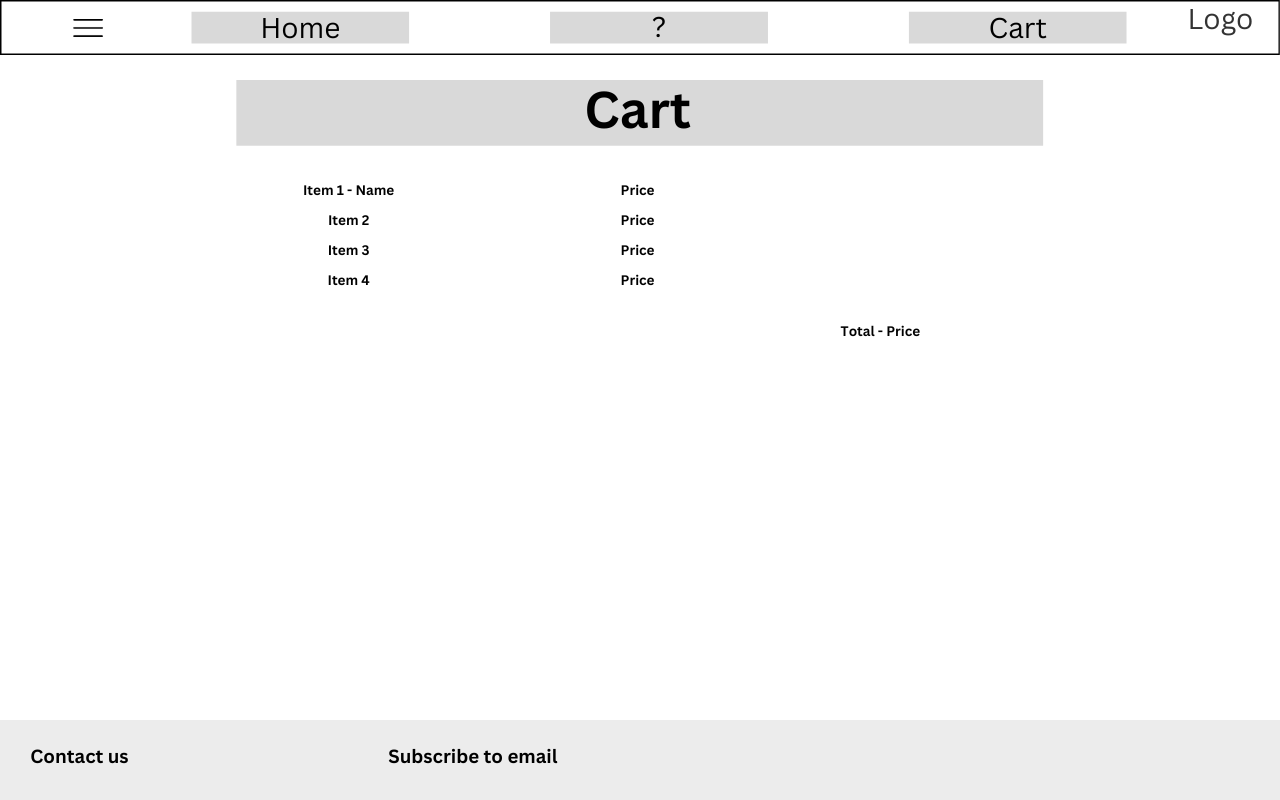 Home ? Cart Logo
Cart
Item 1 - Name Price
Item 2 Price
Item 3 Price
Item 4 Price
Total - Price
Contact us Subscribe to email